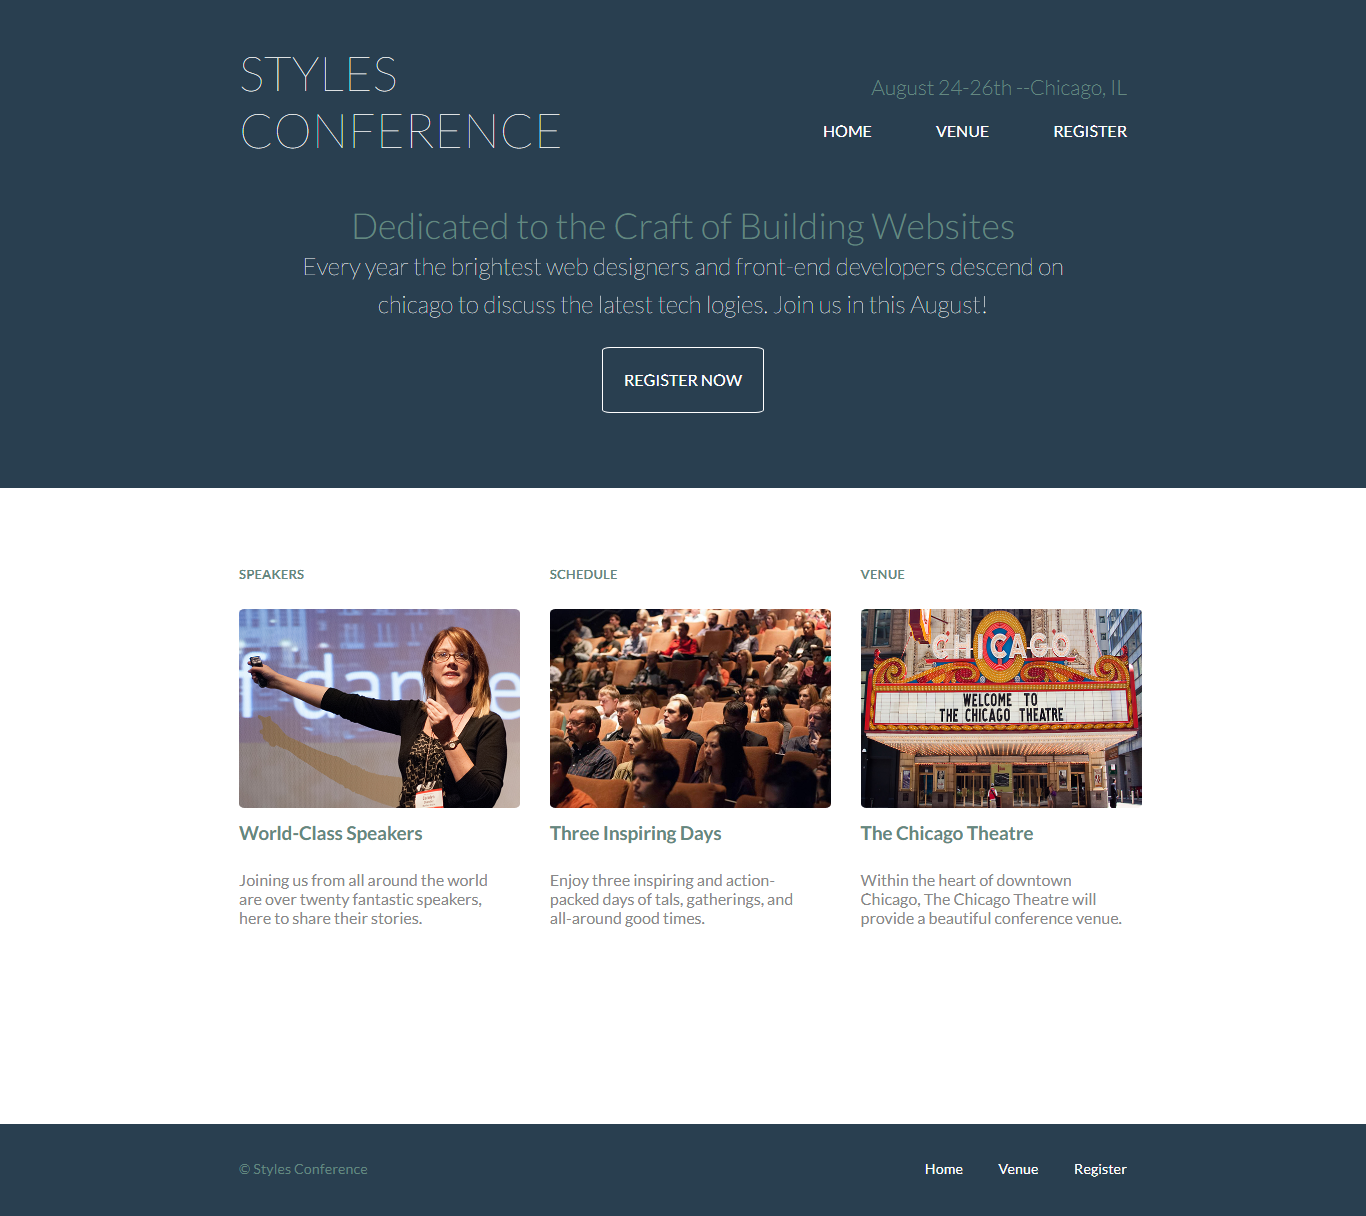 STYLES
CONFERENCE
August 24-26th --Chicago, IL
HOME VENUE REGISTER
Dedicated to the Craft of Building Websites
Every year the brightest web designers and front-end developers descend on
chicago to discuss the latest tech logies. Join us in this August!
REGISTER NOW
SPEAKERS
SCHEDULE
VENUE
f dance
CHICAGO
WELCOME TO
THE CHICAGO THEATRE
World-Class Speakers
Joining us from all around the world
are over twenty fantastic speakers,
here to share their stories.
Three Inspiring Days
Enjoy three inspiring and action-
packed days of tals, gatherings, and
all-around good times.
The Chicago Theatre
Within the heart of downtown
Chicago, The Chicago Theatre will
provide a beautiful conference venue.
© Styles Conference
Home Venue Register